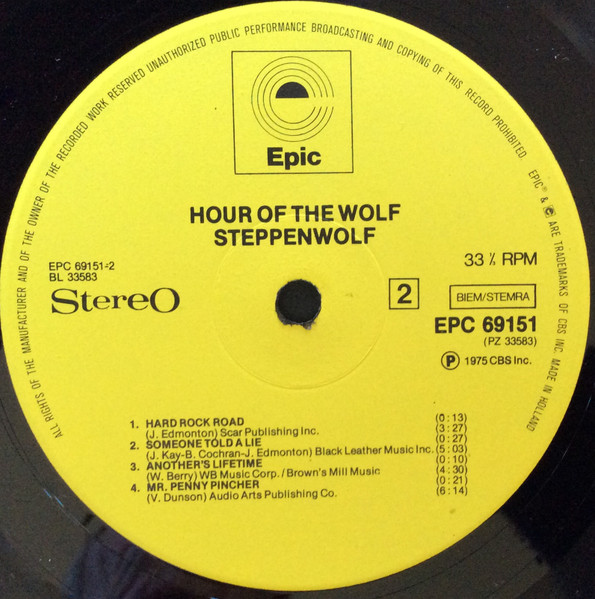 ALL RIGHTS OF THE MANUFACTURER AND OF THE OWNER OF THE RECORDED WORK RESERVED UNAUTHORIZED PUBLIC PERFORMANCE BROADCASTING AND COPYING OF THIS RECORD PROHIBITED. EPIC® & © ARE TRADEMARKS OF CBS INC. MADE IN HOLLAND
Epic
HOUR OF THE WOLF
STEPPENWOLF
EPC 69151-2
BL 33583
Stereo
2
33⅓ RPM
BIEM/STEMRA
EPC 69151
(PZ 33583)
Ⓟ 1975 CBS Inc.
1. HARD ROCK ROAD (0:13)
(J. Edmonton) Scar Publishing Inc. (3:27)
2. SOMEONE TOLD A LIE (0:27)
(J. Kay-B. Cochran-J. Edmonton) Black Leather Music Inc. (5:03)
3. ANOTHER'S LIFETIME (0:10)
(W. Berry) WB Music Corp./Brown's Mill Music (4:30)
4. MR. PENNY PINCHER (0:21)
(V. Dunson) Audio Arts Publishing Co. (6:14)